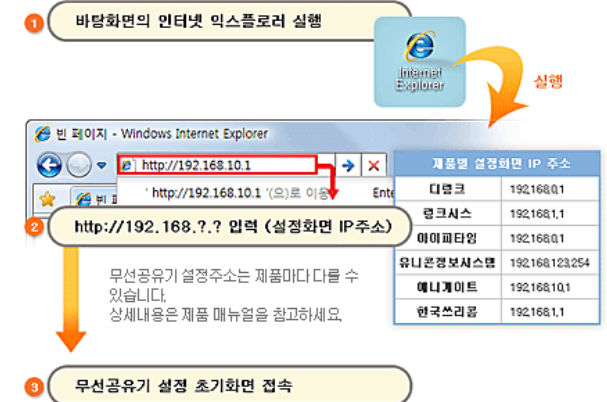 1 바탕화면의 인터넷 익스플로러 실행
Internet
Explorer
실행
빈 페이지 - Windows Internet Explorer
http://192.168.10.1
' http://192.168.10.1 '(으)로 이동 Ente
빈
2 http://192.168.?.? 입력 (설정화면 IP주소)
무선공유기 설정주소는 제품마다 다를 수
있습니다.
상세내용은 제품 매뉴얼을 참고하세요.
제품별 설정화면 IP 주소
디링크 192.168.0.1
링크시스 192.168.1.1
아이피타임 192.168.0.1
유니콘정보시스템 192.168.123.254
애니게이트 192.168.10.1
한국쓰리콤 192.168.1.1
3 무선공유기 설정 초기화면 접속